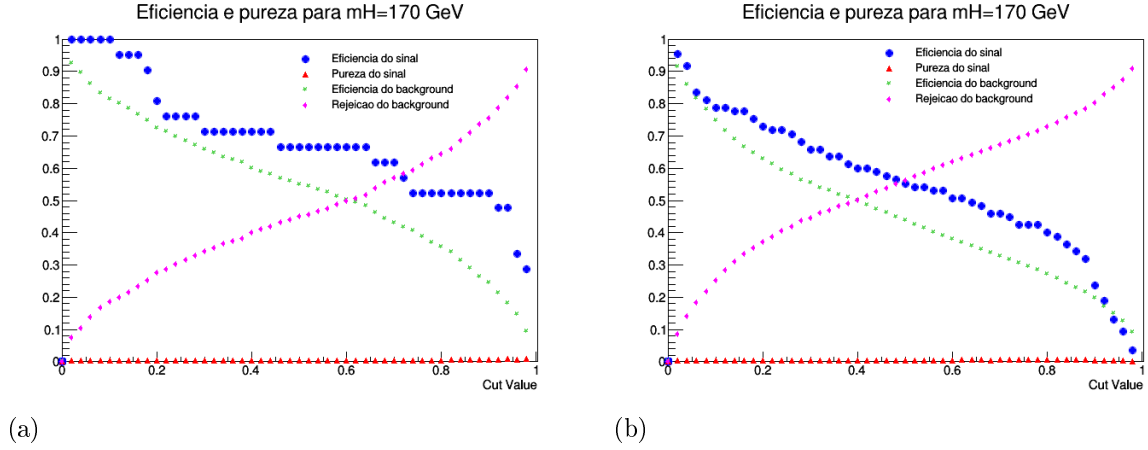 Eficiencia e pureza para mH=170 GeV
1
0.9
0.8
0.7
0.6
0.5
0.4
0.3
0.2
0.1
0
0
0.2
0.4
0.6
0.8
1
Cut Value
Eficiencia do sinal
Pureza do sinal
Eficiencia do background
Rejeicao do background
(a)
Eficiencia e pureza para mH=170 GeV
1
0.9
0.8
0.7
0.6
0.5
0.4
0.3
0.2
0.1
0
0
0.2
0.4
0.6
0.8
1
Cut Value
Eficiencia do sinal
Pureza do sinal
Eficiencia do background
Rejeicao do background
(b)